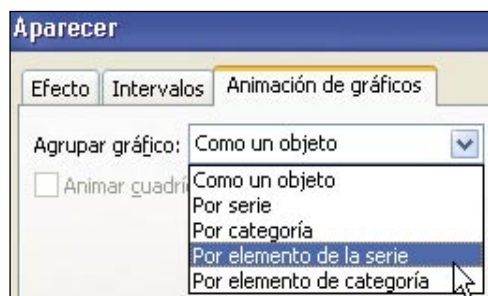 Aparecer
Efecto Intervalos Animación de gráficos
Agrupar gráfico: Como un objeto
Animar Como un objeto
Por serie
Por categoría
Por elemento de la serie
Por elemento de categoría